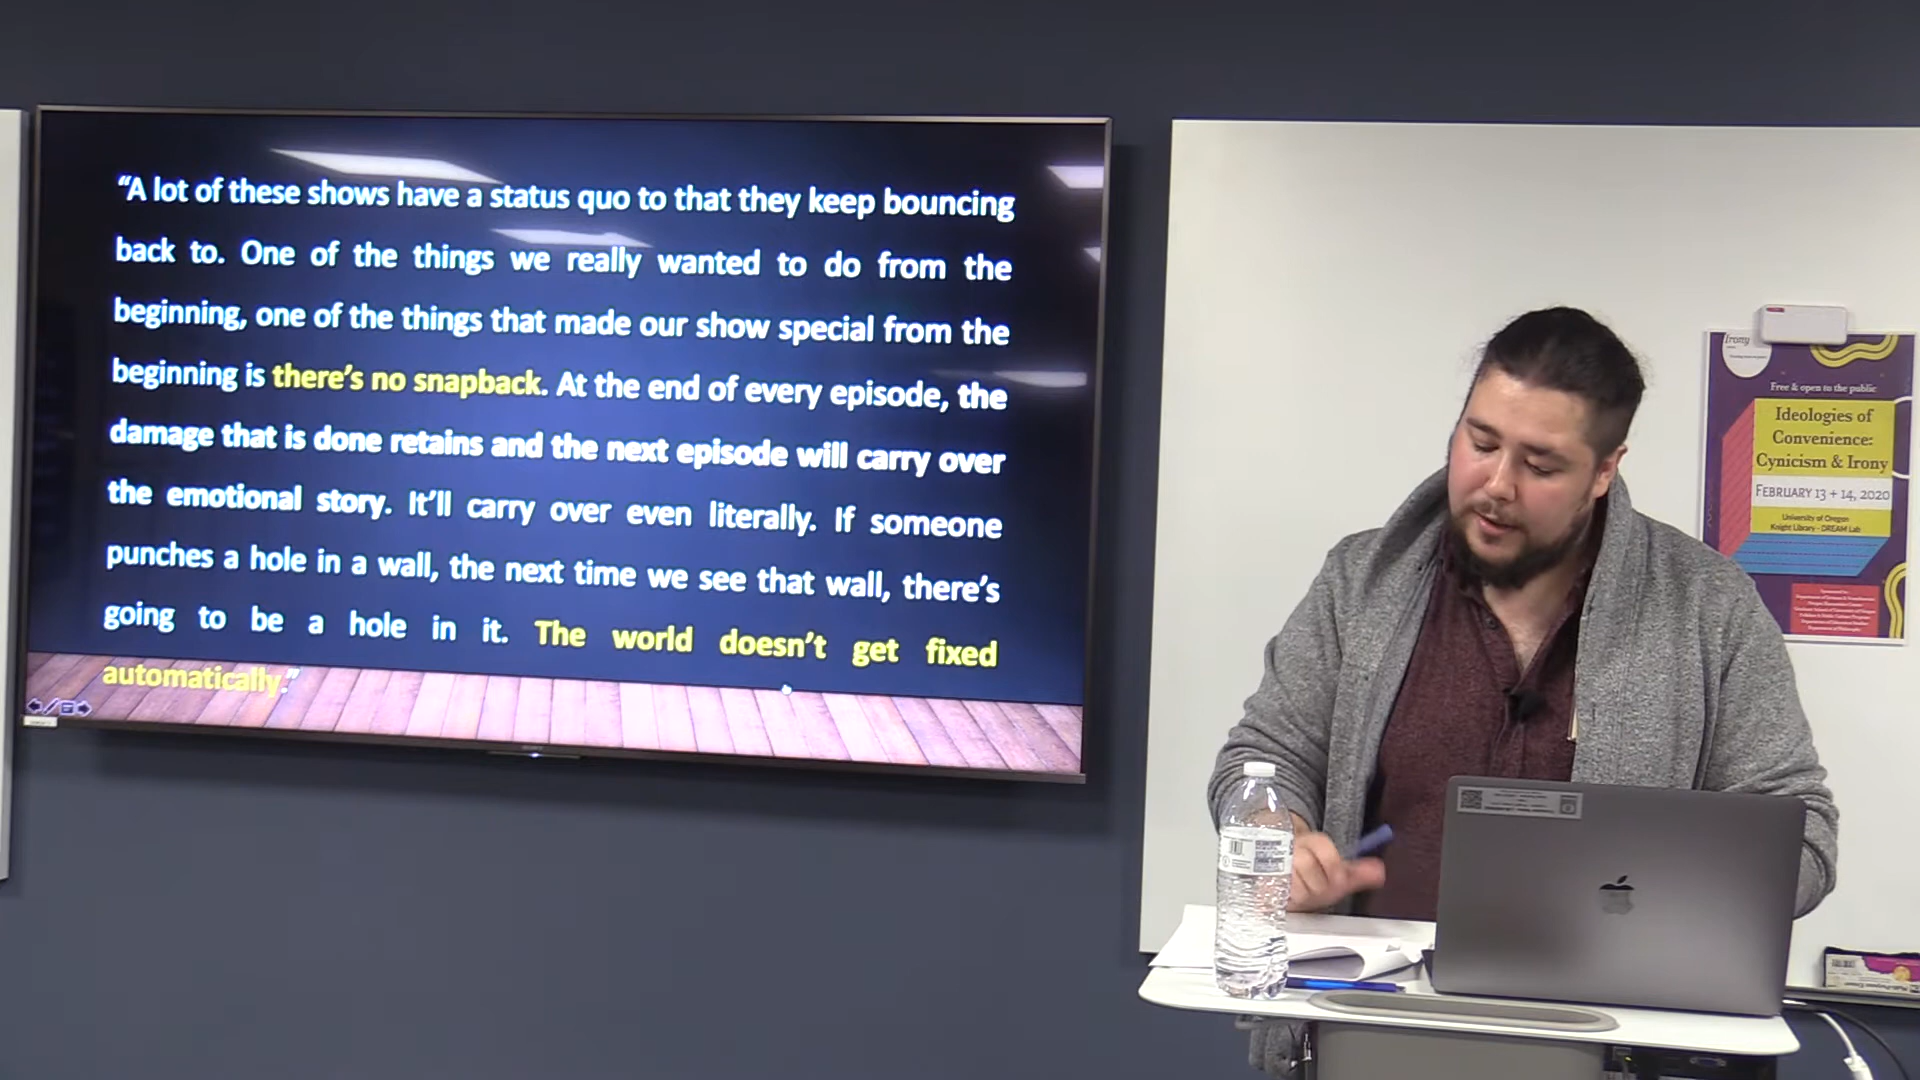 “A lot of these shows have a status quo to that they keep bouncing
back to. One of the things we really wanted to do from the
beginning, one of the things that made our show special from the
beginning is there’s no snapback. At the end of every episode, the
damage that is done retains and the next episode will carry over
the emotional story. It’ll carry over even literally. If someone
punches a hole in a wall, the next time we see that wall, there’s
going to be a hole in it. The world doesn’t get fixed
automatically.”
Irony
Free & open to the public
Ideologies of
Convenience:
Cynicism & Irony
FEBRUARY 13 + 14, 2020
University of Oregon
Knight Library - DREAM Lab